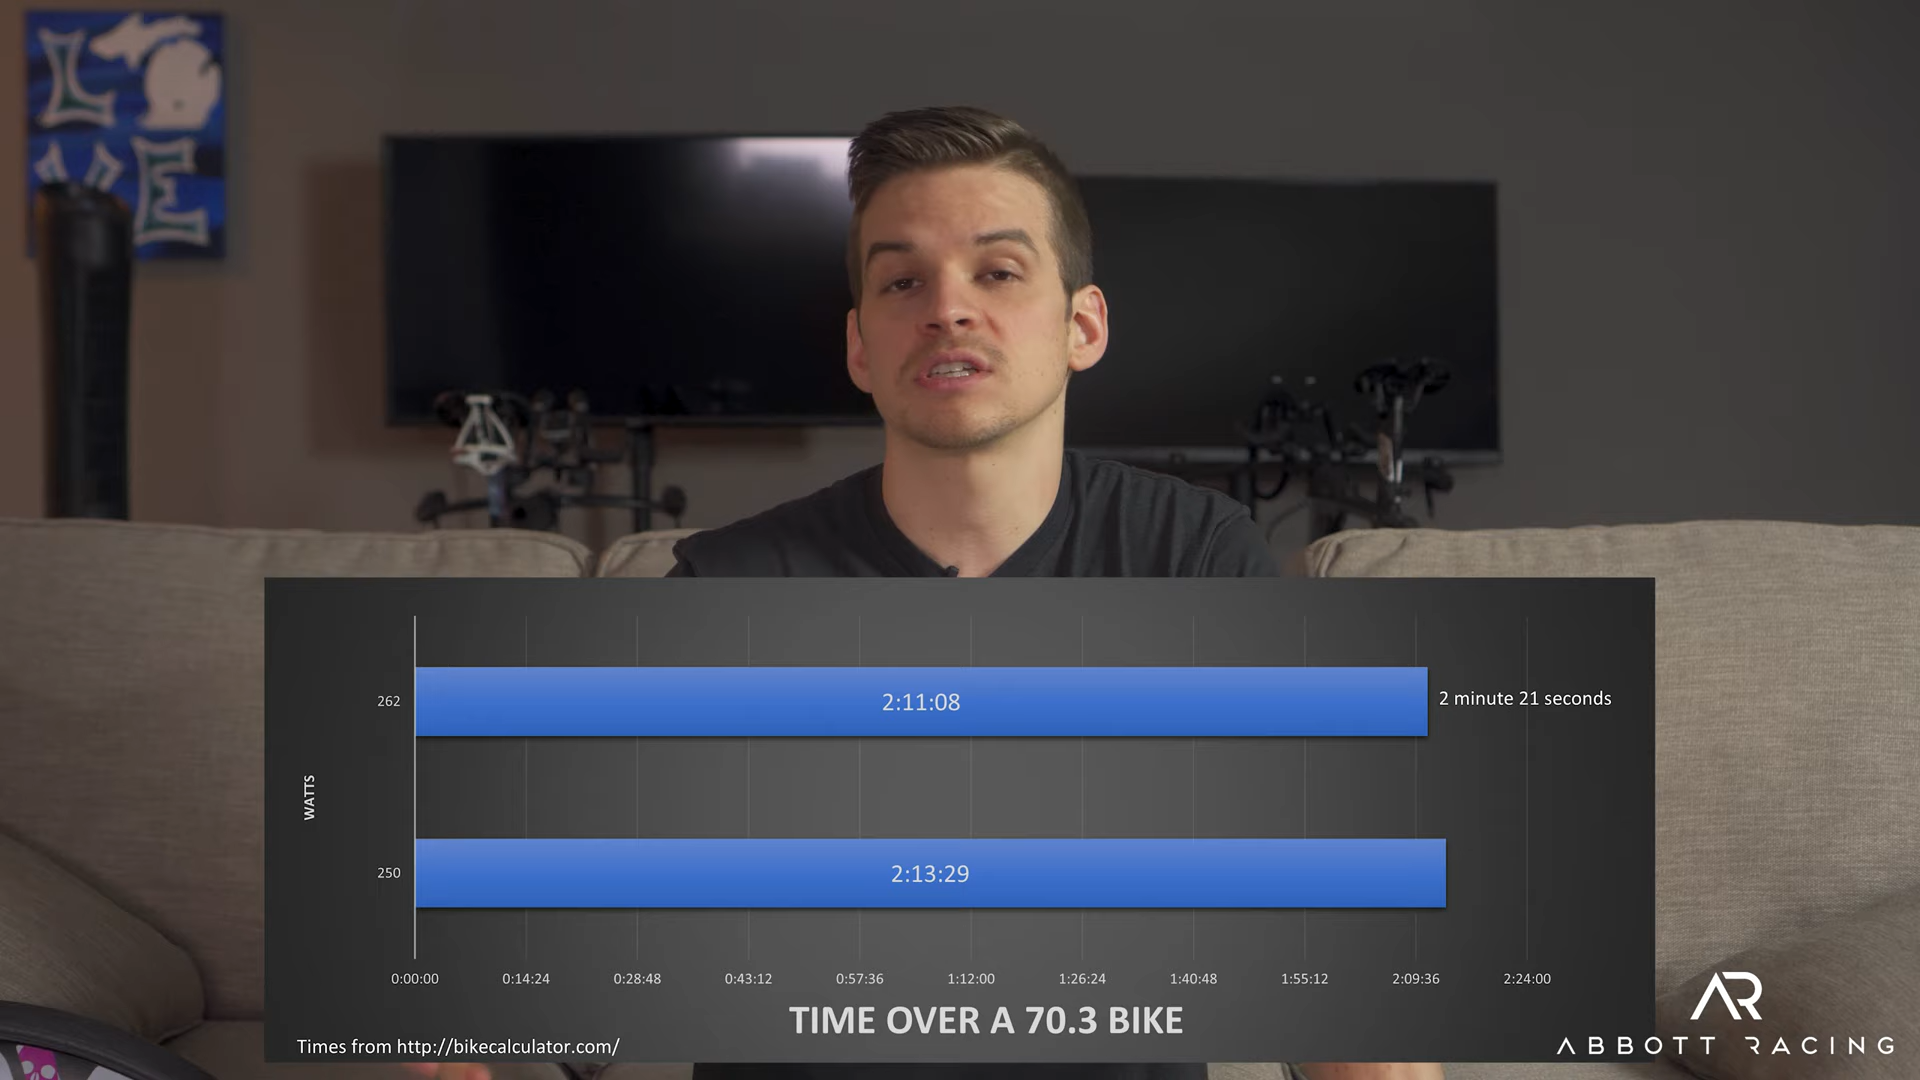 LOVE
262
2:11:08
2 minute 21 seconds
WATTS
250
2:13:29
0:00:00 0:14:24 0:28:48 0:43:12 0:57:36 1:12:00 1:26:24 1:40:48 1:55:12 2:09:36 2:24:00
TIME OVER A 70.3 BIKE
Times from http://bikecalculator.com/
AR
ABBOTT RACING